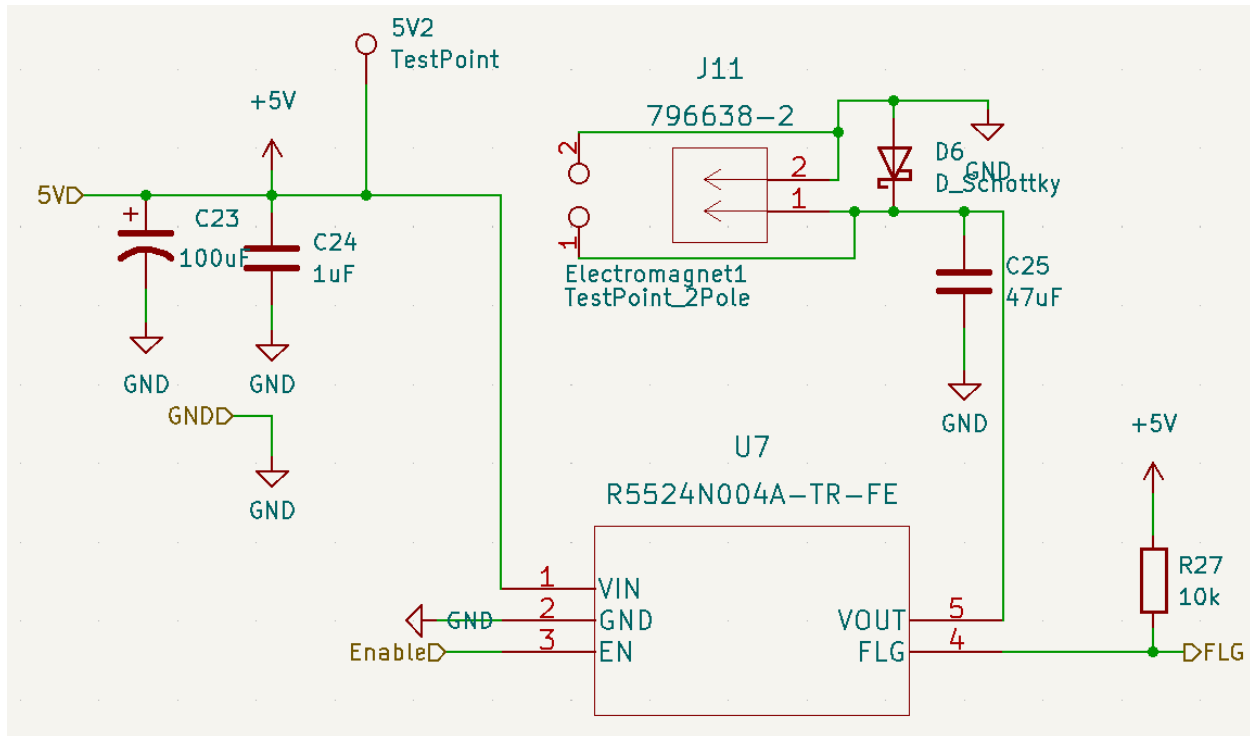 5V2
TestPoint
+5V
J11
796638-2
2
2
1
1
GND
D6
D_Schottky
5V
+
C23
100uF
C24
1uF
Electromagnet1
TestPoint_2Pole
C25
47uF
GND
GND
GND
GND
GND
+5V
U7
R5524N004A-TR-FE
R27
10k
1
VIN
GND
2
GND
Enable
3
EN
VOUT
5
FLG
4
FLG